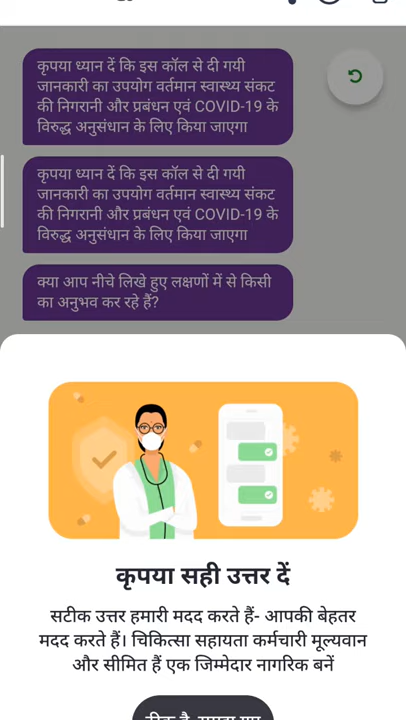 कृपया ध्यान दें कि इस कॉल से दी गयी
जानकारी का उपयोग वर्तमान स्वास्थ्य संकट
की निगरानी और प्रबंधन एवं COVID-19 के
विरुद्ध अनुसंधान के लिए किया जाएगा
कृपया ध्यान दें कि इस कॉल से दी गयी
जानकारी का उपयोग वर्तमान स्वास्थ्य संकट
की निगरानी और प्रबंधन एवं COVID-19 के
विरुद्ध अनुसंधान के लिए किया जाएगा
क्या आप नीचे लिखे हुए लक्षणों में से किसी
का अनुभव कर रहे हैं?
कृपया सही उत्तर दें
सटीक उत्तर हमारी मदद करते हैं- आपकी बेहतर
मदद करते हैं। चिकित्सा सहायता कर्मचारी मूल्यवान
और सीमित हैं एक जिम्मेदार नागरिक बनें